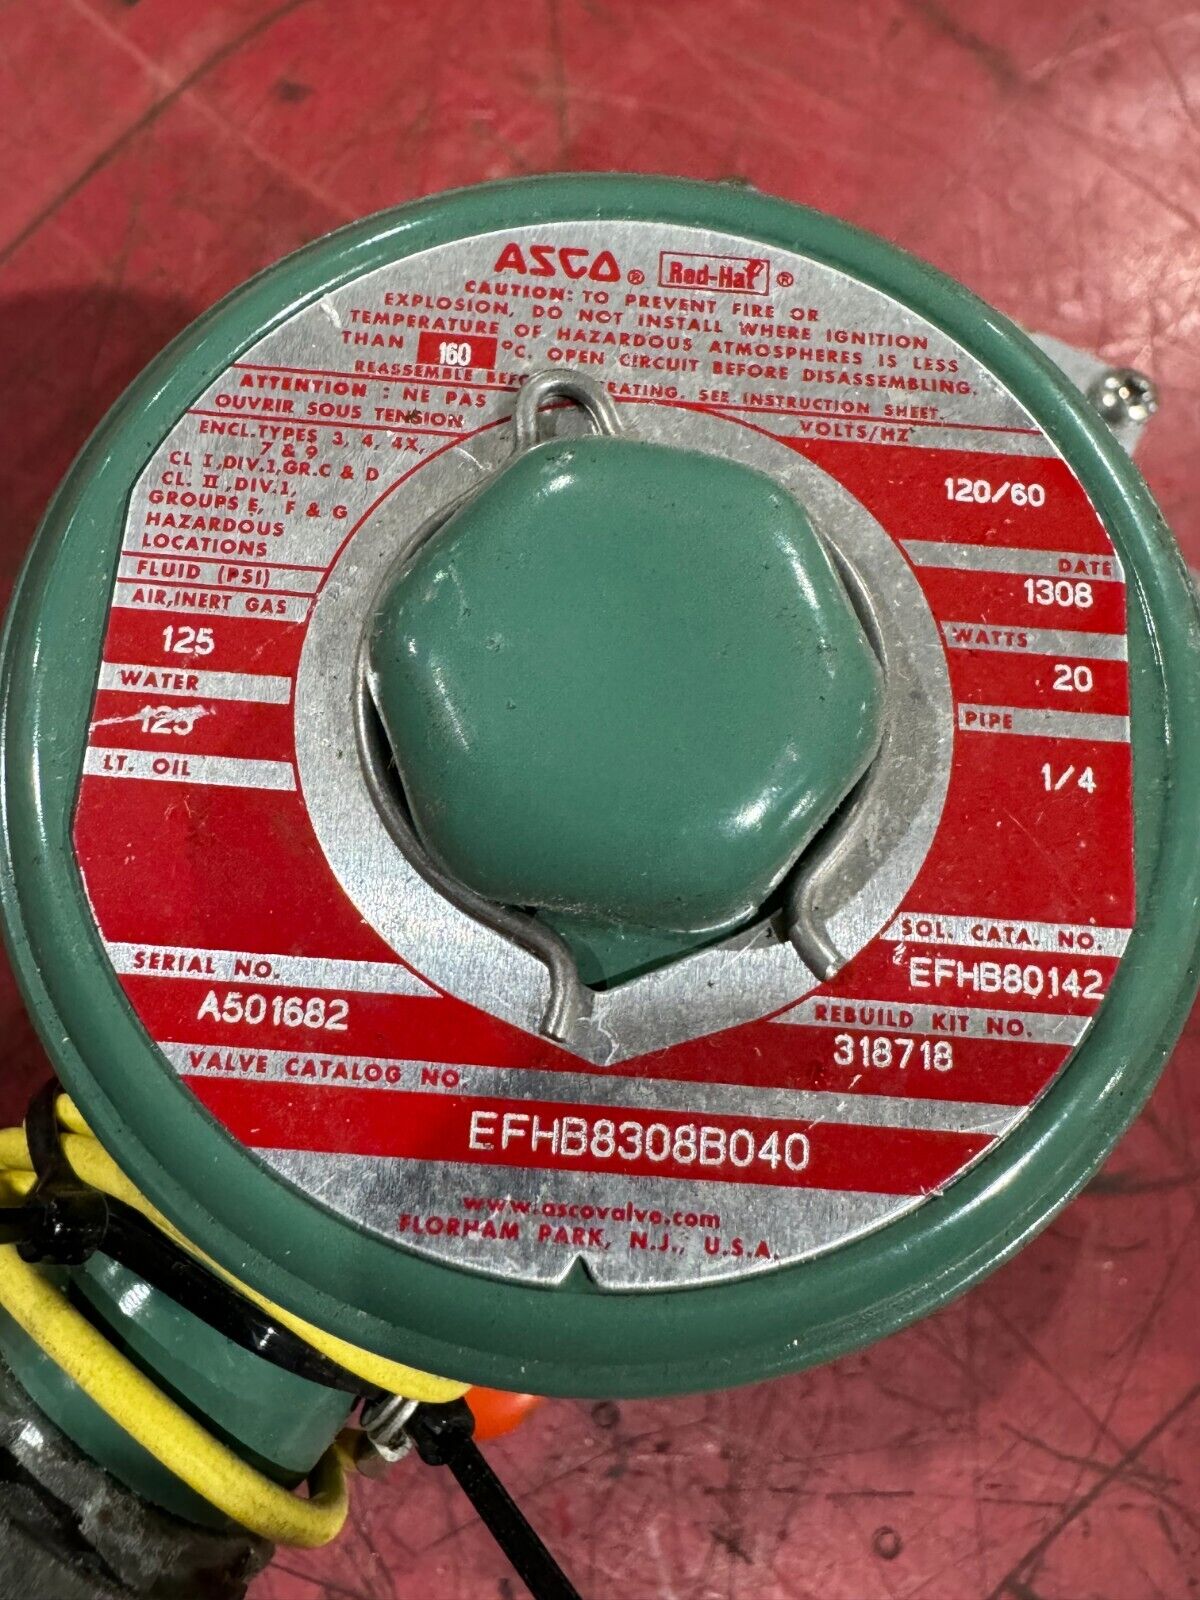 ASCO ® Red-Hat ®
CAUTION: TO PREVENT FIRE OR
EXPLOSION, DO NOT INSTALL WHERE IGNITION
TEMPERATURE OF HAZARDOUS ATMOSPHERES IS LESS
THAN 160 °C. OPEN CIRCUIT BEFORE DISASSEMBLING.
REASSEMBLE SEE INSTRUCTION SHEET.
ATTENTION : NE PAS
OUVRIR SOUS TENSION
ENCL.TYPES 3, 4, 4X,
7 & 9
CL I,DIV.1,GR.C & D
CL. II,DIV.1,
GROUPS E, F & G
HAZARDOUS
LOCATIONS
FLUID (PSI)
AIR,INERT GAS
125
WATER
125
LT. OIL
VOLTS/HZ
120/60
DATE
1308
WATTS
20
PIPE
1/4
SOL. CATA. NO.
EFHB80142
REBUILD KIT NO.
318718
SERIAL NO.
A501682
VALVE CATALOG NO.
EFHB8308B040
www.ascovalve.com
FLORHAM PARK, N.J., U.S.A.